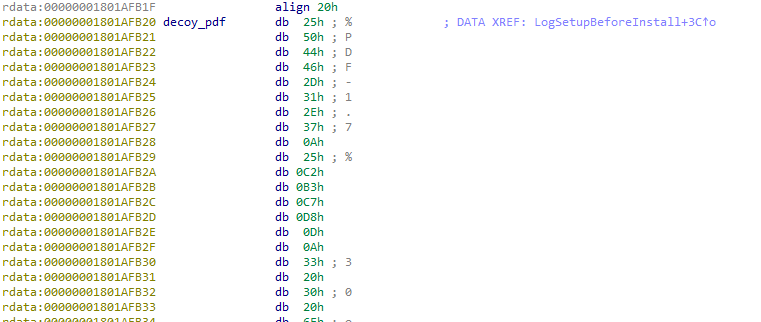 rdata:00000001801AFB1F align 20h
rdata:00000001801AFB20 decoy_pdf db 25h ; % ; DATA XREF: LogSetupBeforeInstall+3C↑o
rdata:00000001801AFB21 db 50h ; P
rdata:00000001801AFB22 db 44h ; D
rdata:00000001801AFB23 db 46h ; F
rdata:00000001801AFB24 db 2Dh ; -
rdata:00000001801AFB25 db 31h ; 1
rdata:00000001801AFB26 db 2Eh ; .
rdata:00000001801AFB27 db 37h ; 7
rdata:00000001801AFB28 db 0Ah
rdata:00000001801AFB29 db 25h ; %
rdata:00000001801AFB2A db 0C2h
rdata:00000001801AFB2B db 0B3h
rdata:00000001801AFB2C db 0C7h
rdata:00000001801AFB2D db 0D8h
rdata:00000001801AFB2E db 0Dh
rdata:00000001801AFB2F db 0Ah
rdata:00000001801AFB30 db 33h ; 3
rdata:00000001801AFB31 db 20h
rdata:00000001801AFB32 db 30h ; 0
rdata:00000001801AFB33 db 20h
rdata:00000001801AFB34 db 65h ; e